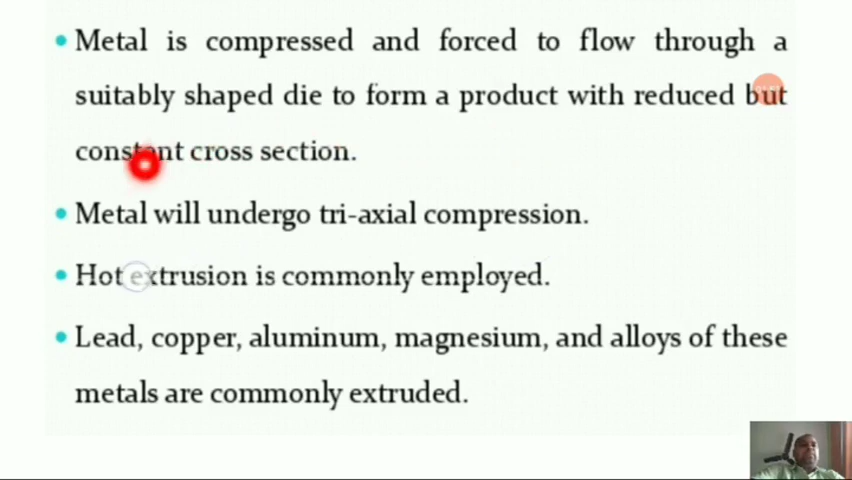 • Metal is compressed and forced to flow through a
suitably shaped die to form a product with reduced but
constant cross section.
• Metal will undergo tri-axial compression.
• Hot extrusion is commonly employed.
• Lead, copper, aluminum, magnesium, and alloys of these
metals are commonly extruded.